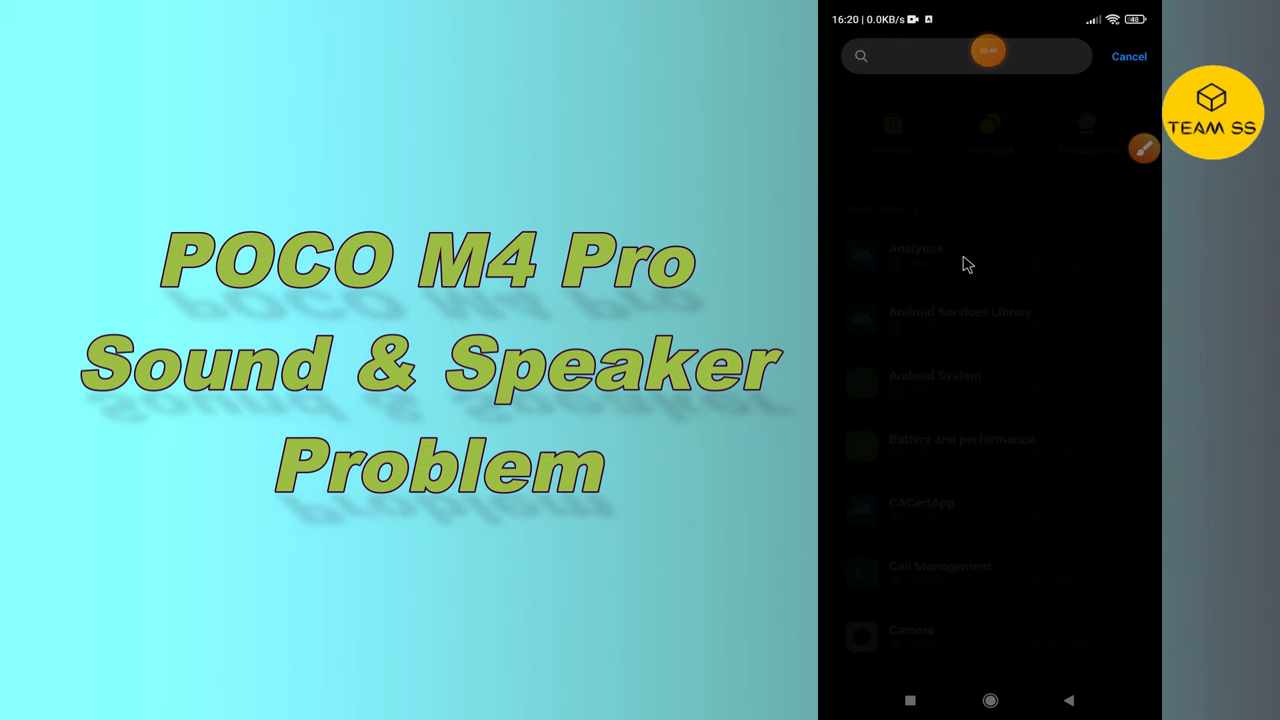 POCO M4 Pro
Sound & Speaker
Problem
16:20 | 0.0KB/s
48
Cancel
TEAM SS
Analytics
Android Services Library
Android System
Battery and performance
CACertApp
Call Management
Camera